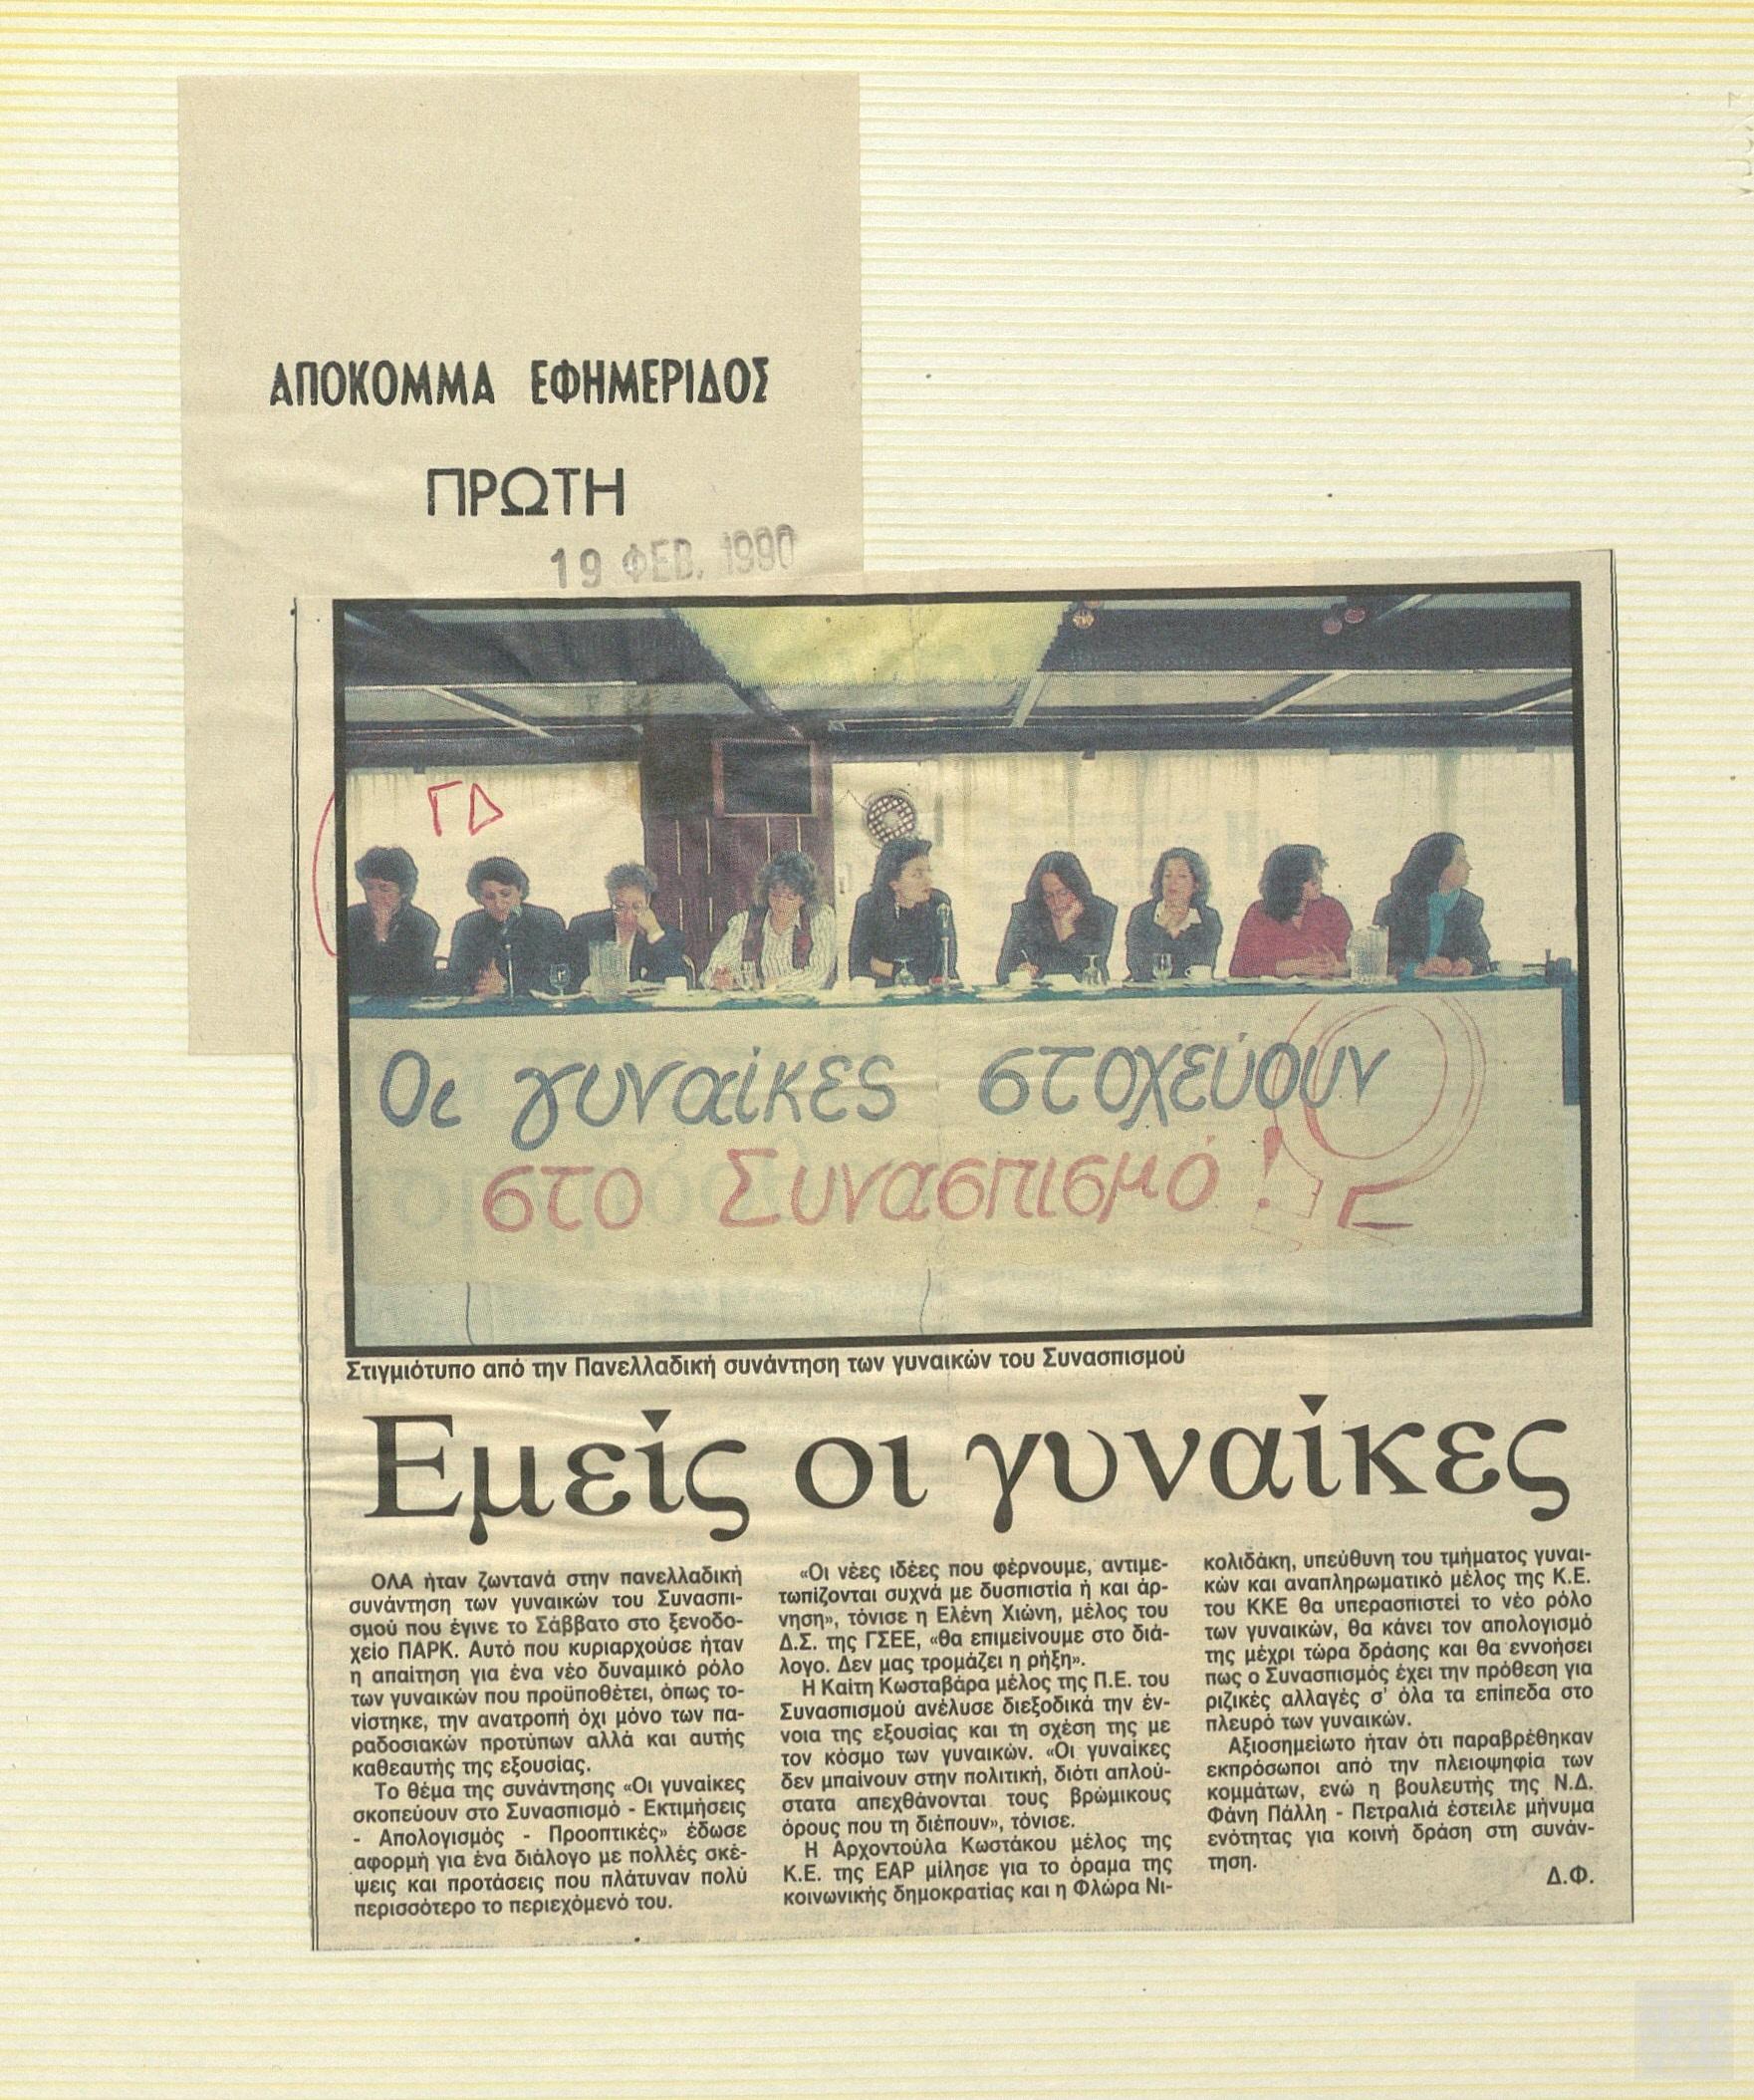 ΑΠΟΚΟΜΜΑ ΕΦΗΜΕΡΙΔΟΣ
ΠΡΩΤΗ
19 ΦΕΒ. 1990
ΓΔ
Οι γυναίκες στοχεύουν
στο Συνασπισμό!
Στιγμιότυπο από την Πανελλαδική συνάντηση των γυναικών του Συνασπισμού
Εμείς οι γυναίκες
ΟΛΑ ήταν ζωντανά στην πανελλαδική
συνάντηση των γυναικών του Συνασπι-
σμού που έγινε το Σάββατο στο ξενοδο-
χείο ΠΑΡΚ. Αυτό που κυριαρχούσε ήταν
η απαίτηση για ένα νέο δυναμικό ρόλο
των γυναικών που προϋποθέτει, όπως το-
νίστηκε, την ανατροπή όχι μόνο των πα-
ραδοσιακών προτύπων αλλά και αυτής
καθεαυτής της εξουσίας.
Το θέμα της συνάντησης «Οι γυναίκες
σκοπεύουν στο Συνασπισμό - Εκτιμήσεις
- Απολογισμός - Προοπτικές» έδωσε
αφορμή για ένα διάλογο με πολλές σκέ-
ψεις και προτάσεις που πλάτυναν πολύ
περισσότερο το περιεχόμενό του.
«Οι νέες ιδέες που φέρνουμε, αντιμε-
τωπίζονται συχνά με δυσπιστία ή και άρ-
νηση», τόνισε η Ελένη Χιώνη, μέλος του
Δ.Σ. της ΓΣΕΕ, «θα επιμείνουμε στο διά-
λογο. Δεν μας τρομάζει η ρήξη».
Η Καίτη Κωσταβάρα μέλος της Π.Ε. του
Συνασπισμού ανέλυσε διεξοδικά την έν-
νοια της εξουσίας και τη σχέση της με
τον κόσμο των γυναικών. «Οι γυναίκες
δεν μπαίνουν στην πολιτική, διότι απλού-
στατα απεχθάνονται τους βρώμικους
όρους που τη διέπουν», τόνισε.
Η Αρχοντούλα Κωστάκου μέλος της
Κ.Ε. της ΕΑΡ μίλησε για το όραμα της
κοινωνικής δημοκρατίας και η Φλώρα Νι-
κολιδάκη, υπεύθυνη του τμήματος γυναι-
κών και αναπληρωματικό μέλος της Κ.Ε.
του ΚΚΕ θα υπερασπιστεί το νέο ρόλο
των γυναικών, θα κάνει τον απολογισμό
της μέχρι τώρα δράσης και θα εννοήσει
πως ο Συνασπισμός έχει την πρόθεση για
ριζικές αλλαγές σ' όλα τα επίπεδα στο
πλευρό των γυναικών.
Αξιοσημείωτο ήταν ότι παραβρέθηκαν
εκπρόσωποι από την πλειοψηφία των
κομμάτων, ενώ η βουλευτής της Ν.Δ.
Φάνη Πάλλη - Πετραλιά έστειλε μήνυμα
ενότητας για κοινή δράση στη συνάν-
τηση.
Δ.Φ.